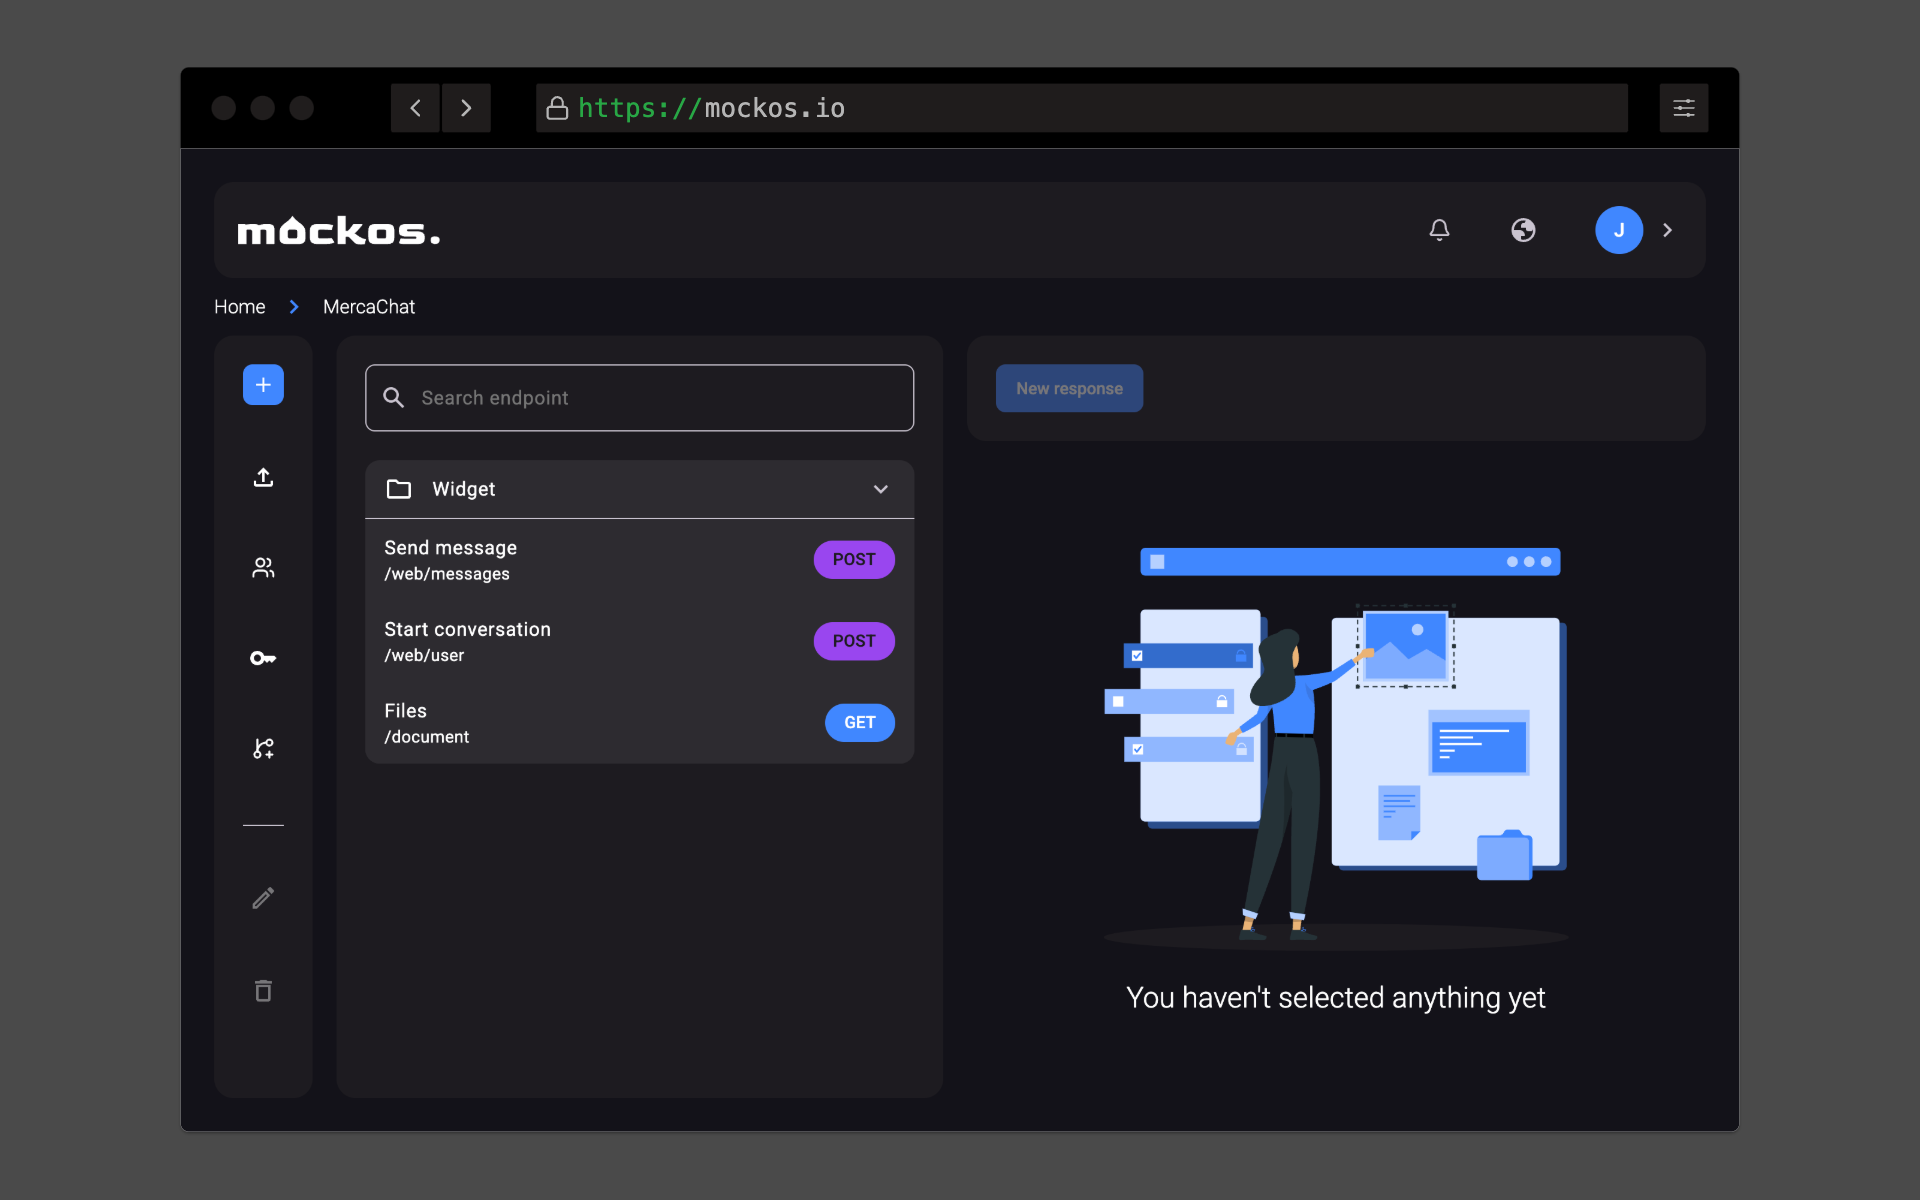 https://mockos.io
mockos.
J
Home
MercaChat
Search endpoint
New response
Widget
Send message
/web/messages
POST
Start conversation
/web/user
POST
Files
/document
GET
You haven't selected anything yet